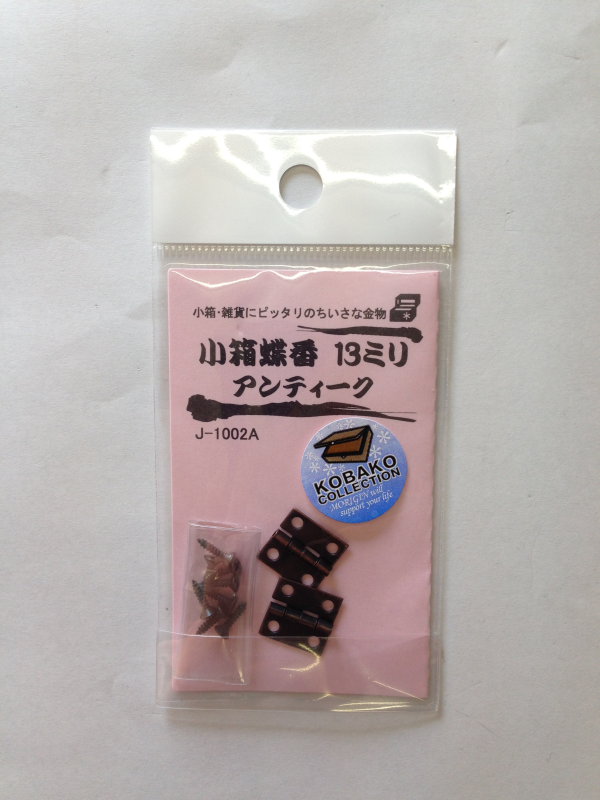 小箱・雑貨にピッタリのちいさな金物
小箱蝶番 13ミリ
アンティーク
J-1002A
KOBAKO
COLLECTION
MORIGEN will
support your life